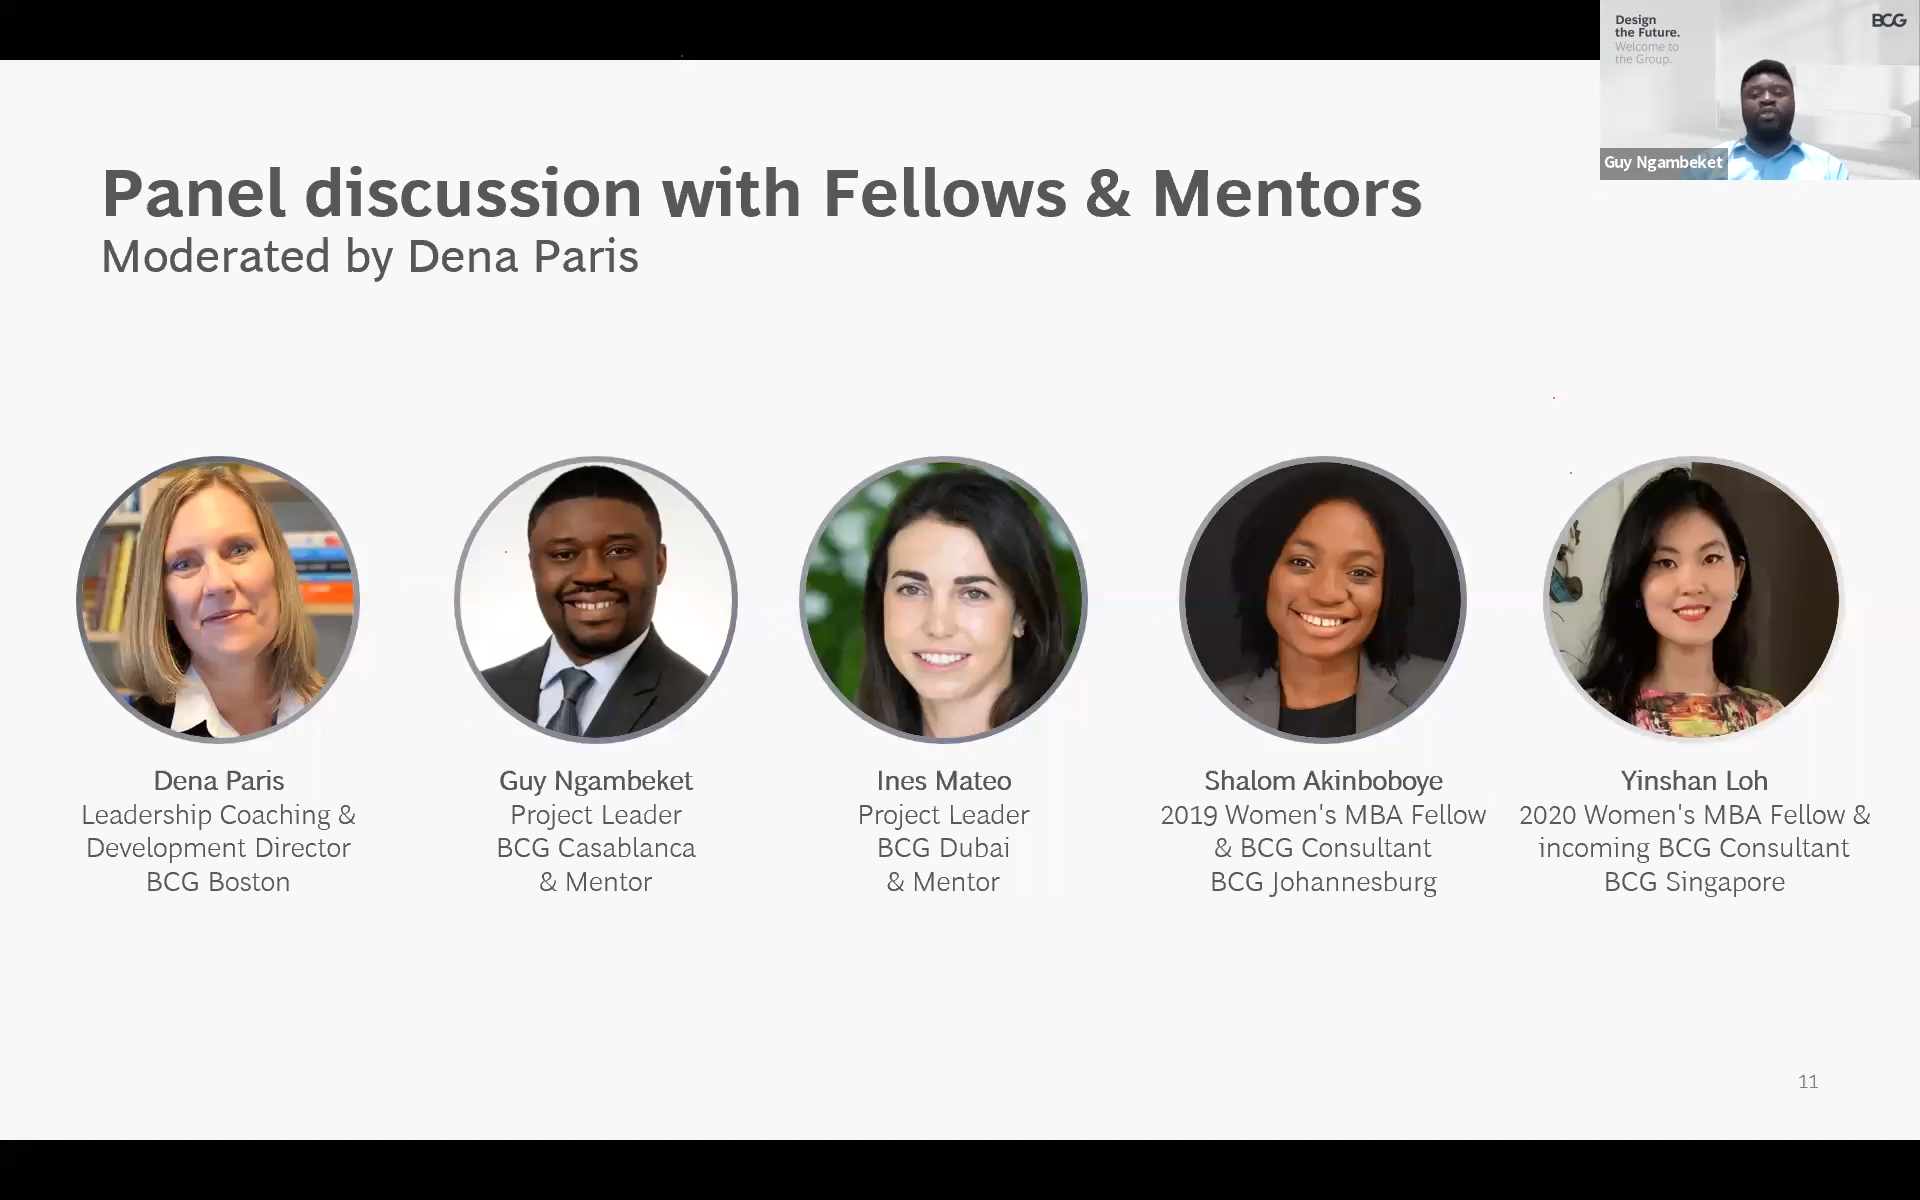 Design
the Future.
Welcome to
the Group.
BCG
Guy Ngambeket
Panel discussion with Fellows & Mentors
Moderated by Dena Paris
Dena Paris
Leadership Coaching &
Development Director
BCG Boston
Guy Ngambeket
Project Leader
BCG Casablanca
& Mentor
Ines Mateo
Project Leader
BCG Dubai
& Mentor
Shalom Akinboboye
2019 Women's MBA Fellow
& BCG Consultant
BCG Johannesburg
Yinshan Loh
2020 Women's MBA Fellow &
incoming BCG Consultant
BCG Singapore
11